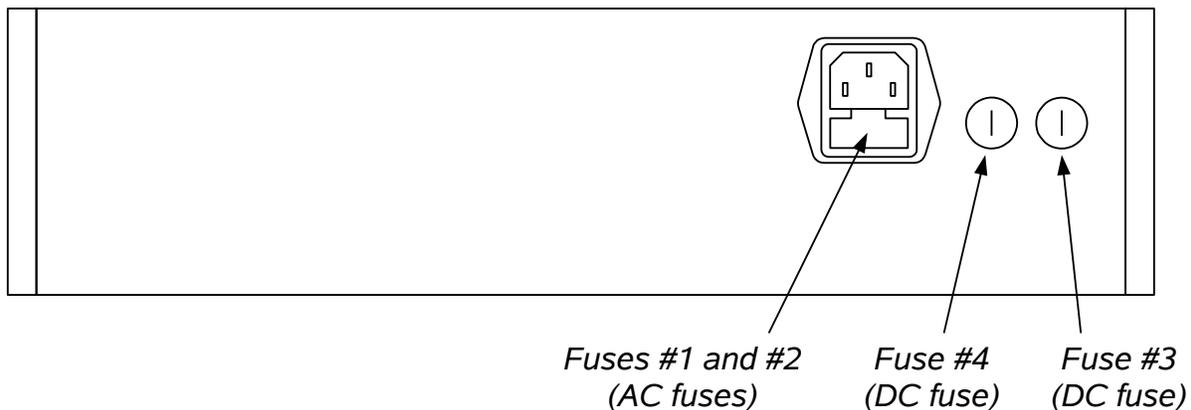 Fuses #1 and #2
(AC fuses)
Fuse #4
(DC fuse)
Fuse #3
(DC fuse)